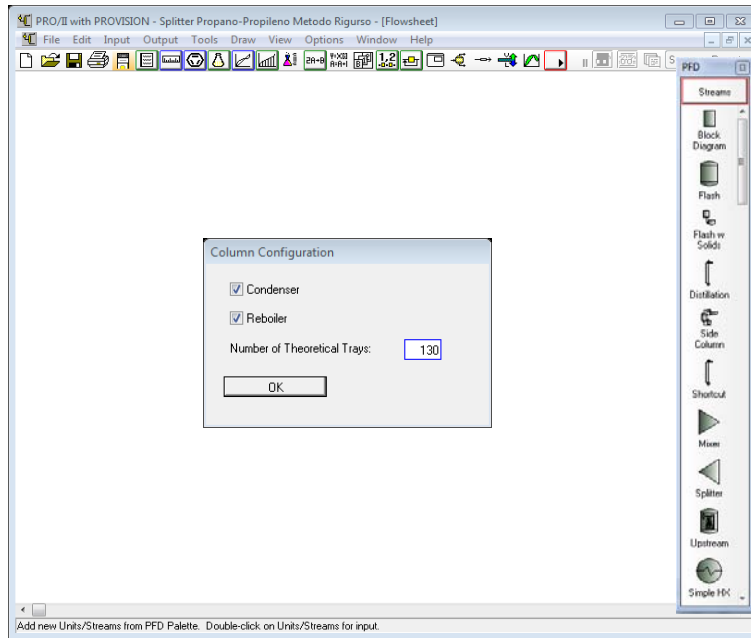 PRO/II with PROVISION - Splitter Propano-Propileno Metodo Rigurso - [Flowsheet]
File Edit Input Output Tools Draw View Options Window Help
PFD
Streams
Block
Diagram
Flash
Flash w
Solids
Distillation
Side
Column
Shortcut
Mixer
Splitter
Upstream
Simple HX
Column Configuration
Condenser
Reboiler
Number of Theoretical Trays: 130
OK
Add new Units/Streams from PFD Palette. Double-click on Units/Streams for input.